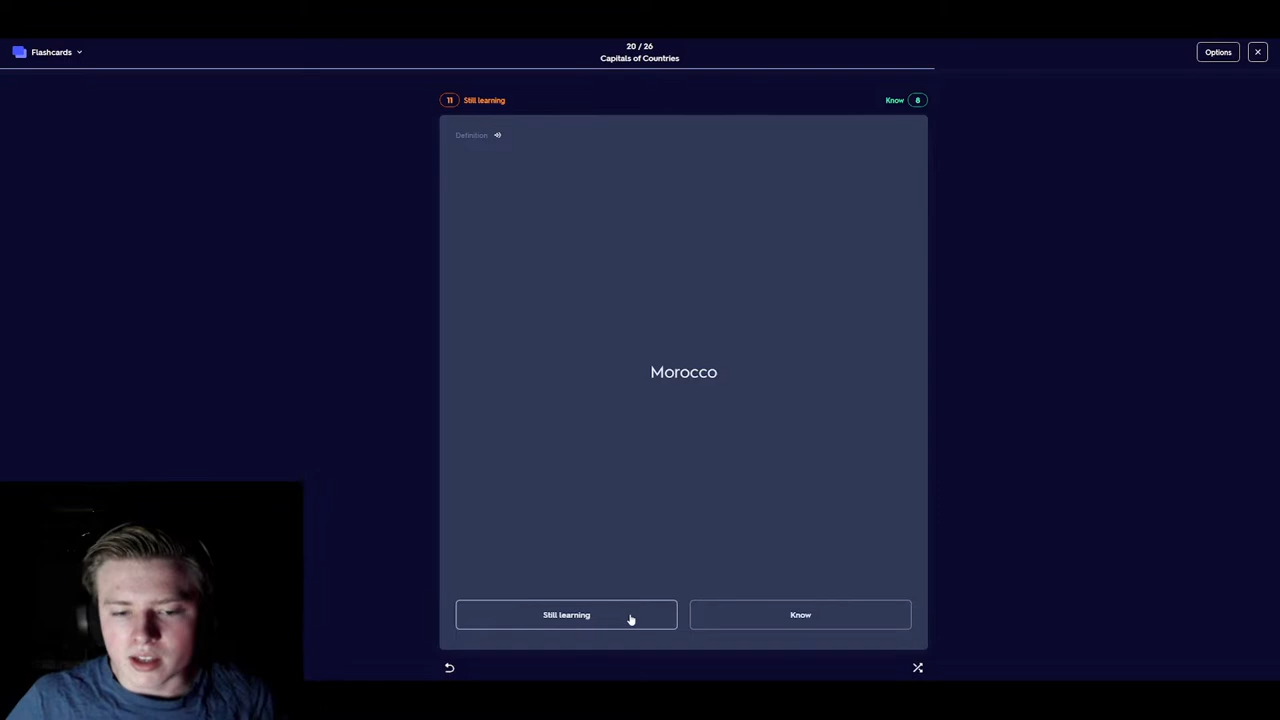 Flashcards
20 / 26
Capitals of Countries
Options
11 Still learning
Know 8
Definition
Morocco
Still learning
Know